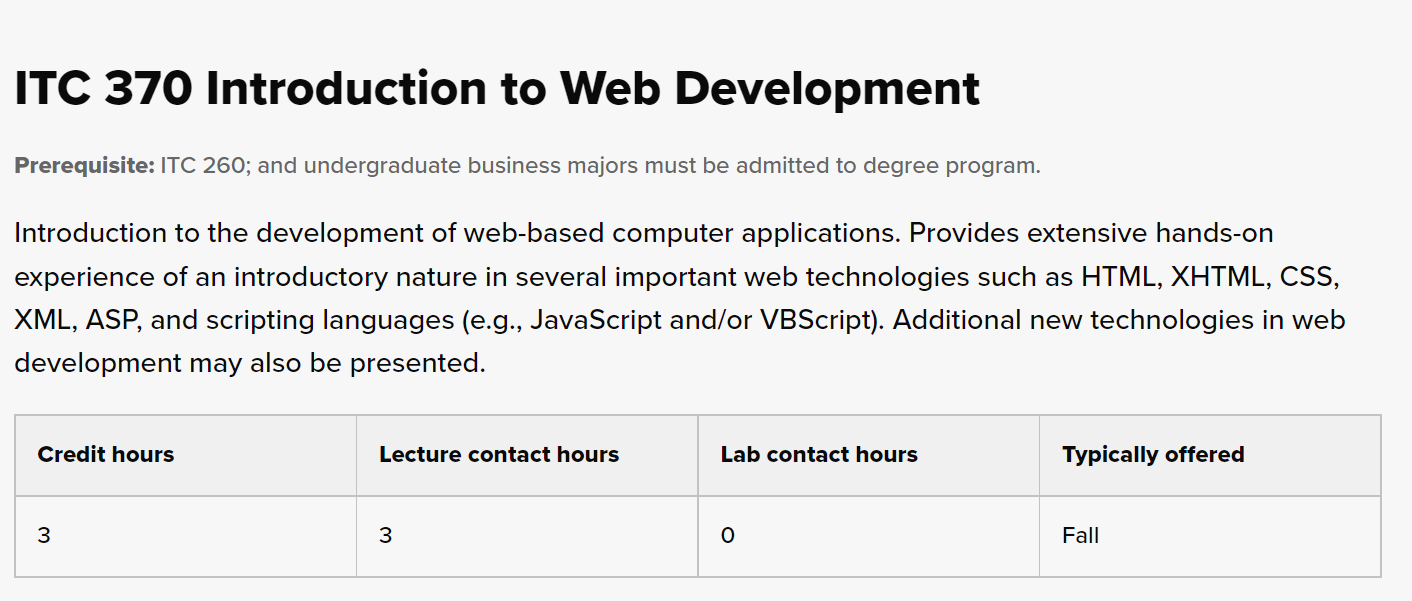 ITC 370 Introduction to Web Development
Prerequisite: ITC 260; and undergraduate business majors must be admitted to degree program.
Introduction to the development of web-based computer applications. Provides extensive hands-on
experience of an introductory nature in several important web technologies such as HTML, XHTML, CSS,
XML, ASP, and scripting languages (e.g., JavaScript and/or VBScript). Additional new technologies in web
development may also be presented.
Credit hours Lecture contact hours Lab contact hours Typically offered
3 3 0 Fall